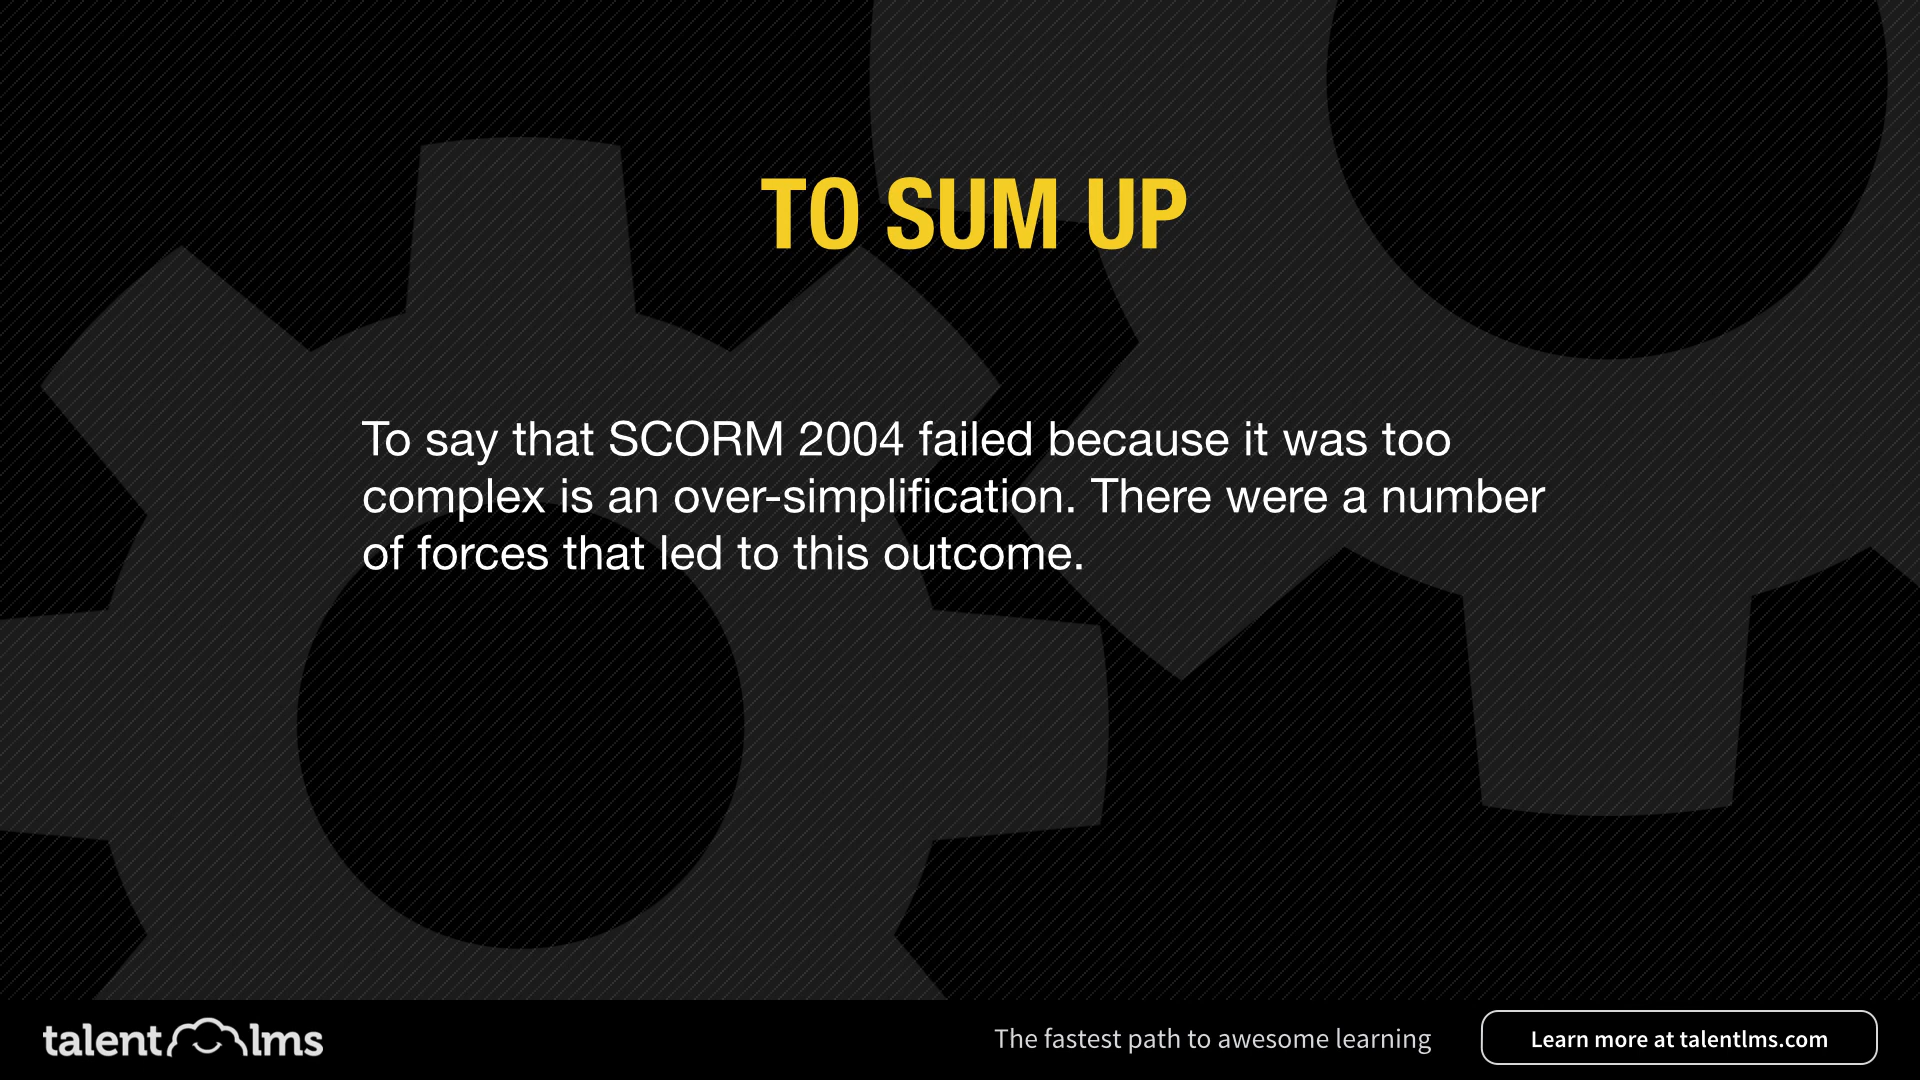 TO SUM UP
To say that SCORM 2004 failed because it was too
complex is an over-simplification. There were a number
of forces that led to this outcome.
talent lms
The fastest path to awesome learning
Learn more at talentlms.com